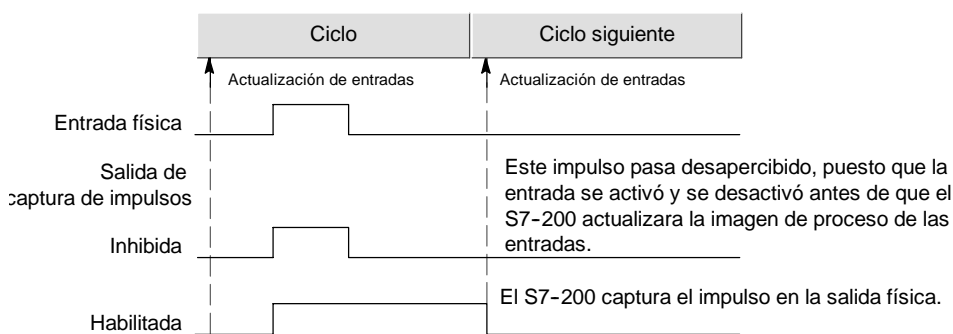 Ciclo
Ciclo siguiente
Actualización de entradas
Actualización de entradas
Entrada física
Salida de
captura de impulsos
Este impulso pasa desapercibido, puesto que la
entrada se activó y se desactivó antes de que el
S7-200 actualizara la imagen de proceso de las
entradas.
Inhibida
El S7-200 captura el impulso en la salida física.
Habilitada